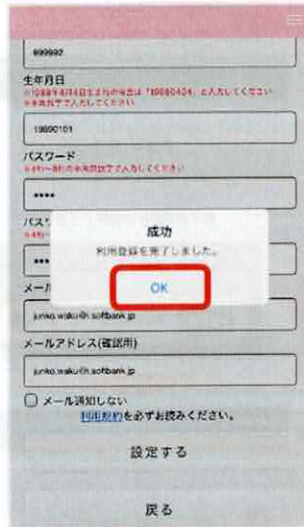 999992
生年月日
※1989年4月4日生まれの場合は「19890404」と入力してください
※半角数字で入力してください
19890101
パスワード
※4桁～8桁の半角英数字で入力してください
••••
パスワ
※4桁～
成功
利用登録を完了しました。
OK
•••
メール
junko.waku@i.softbank.jp
メールアドレス(確認用)
junko.waku@i.softbank.jp
メール通知しない
利用規約を必ずお読みください。
設定する
戻る